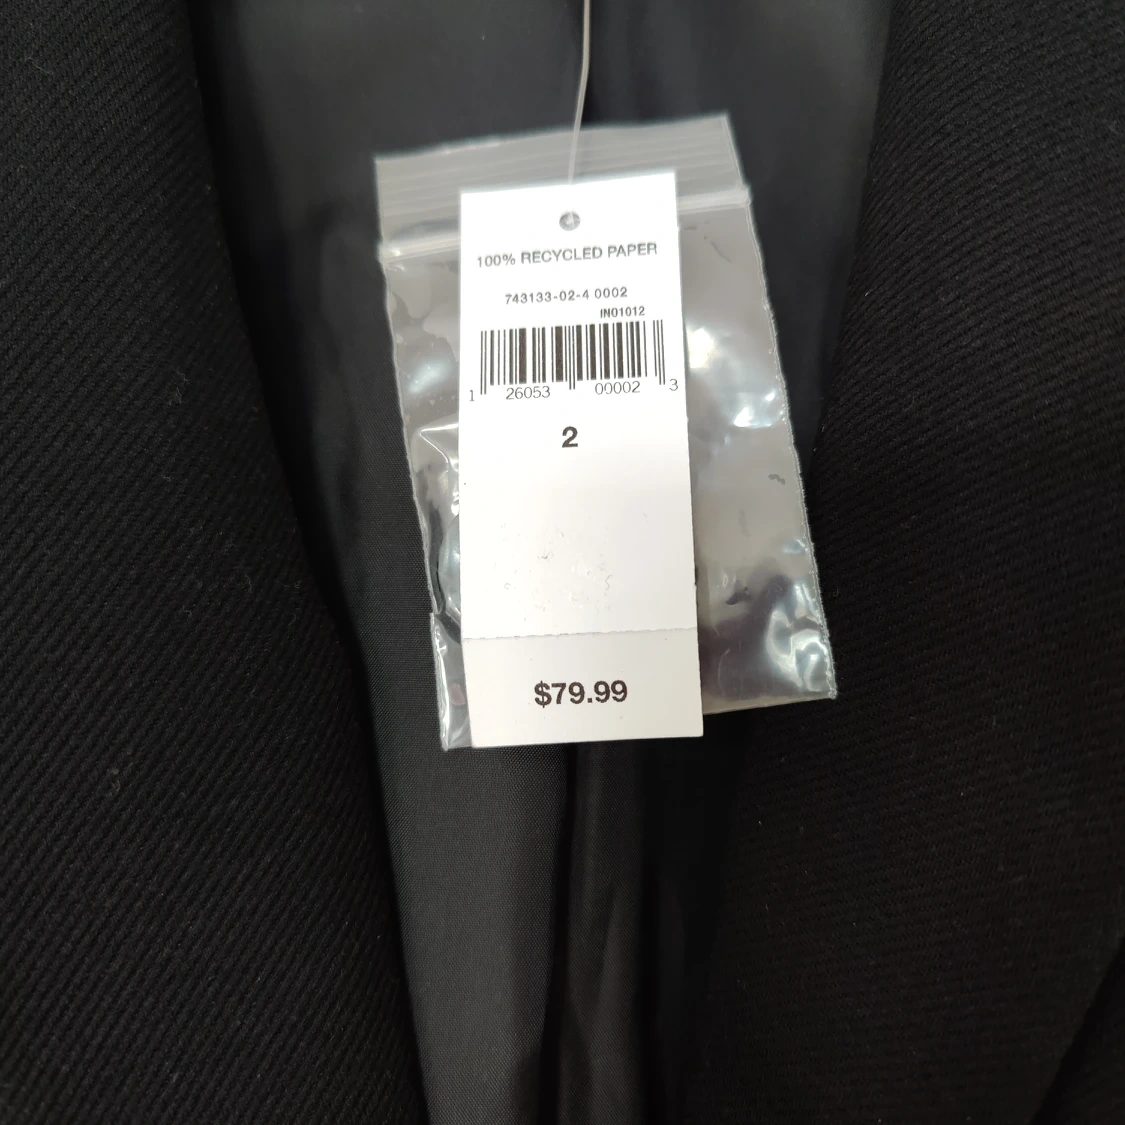 100% RECYCLED PAPER
743133-02-4 0002
IN01012
1 26053 00002 3
2
$79.99